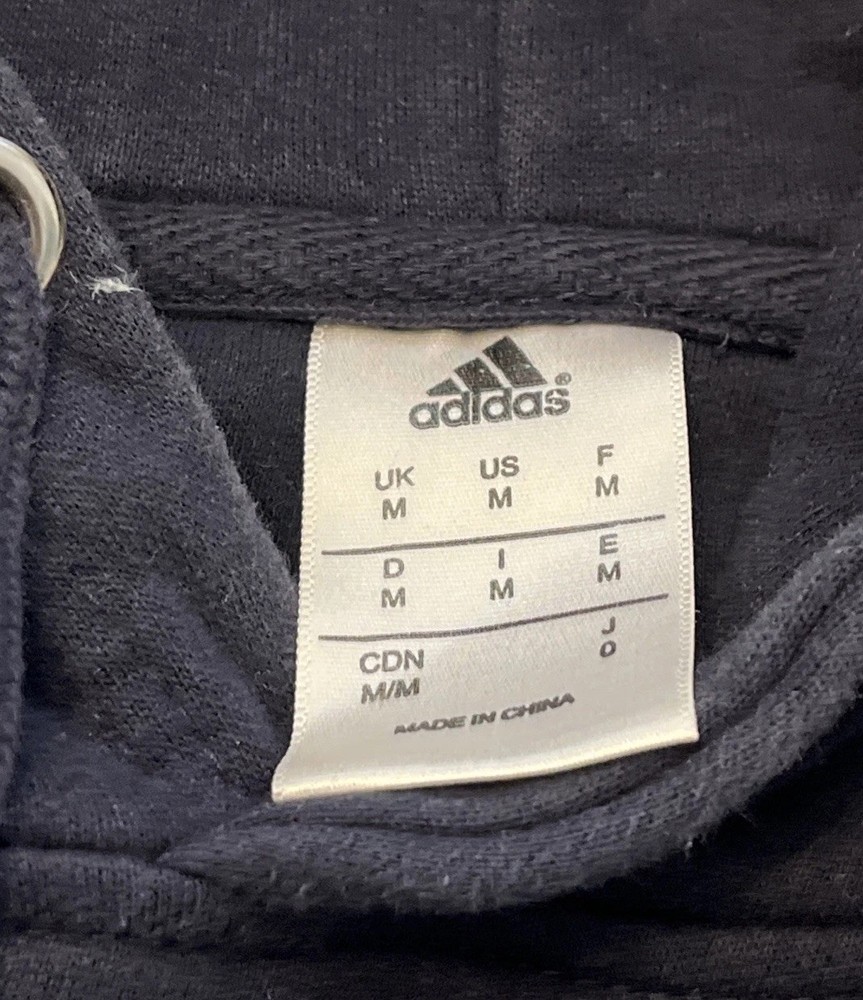 adidas®
UK US F
M M M
D I E
M M M
CDN J
M/M O
MADE IN CHINA